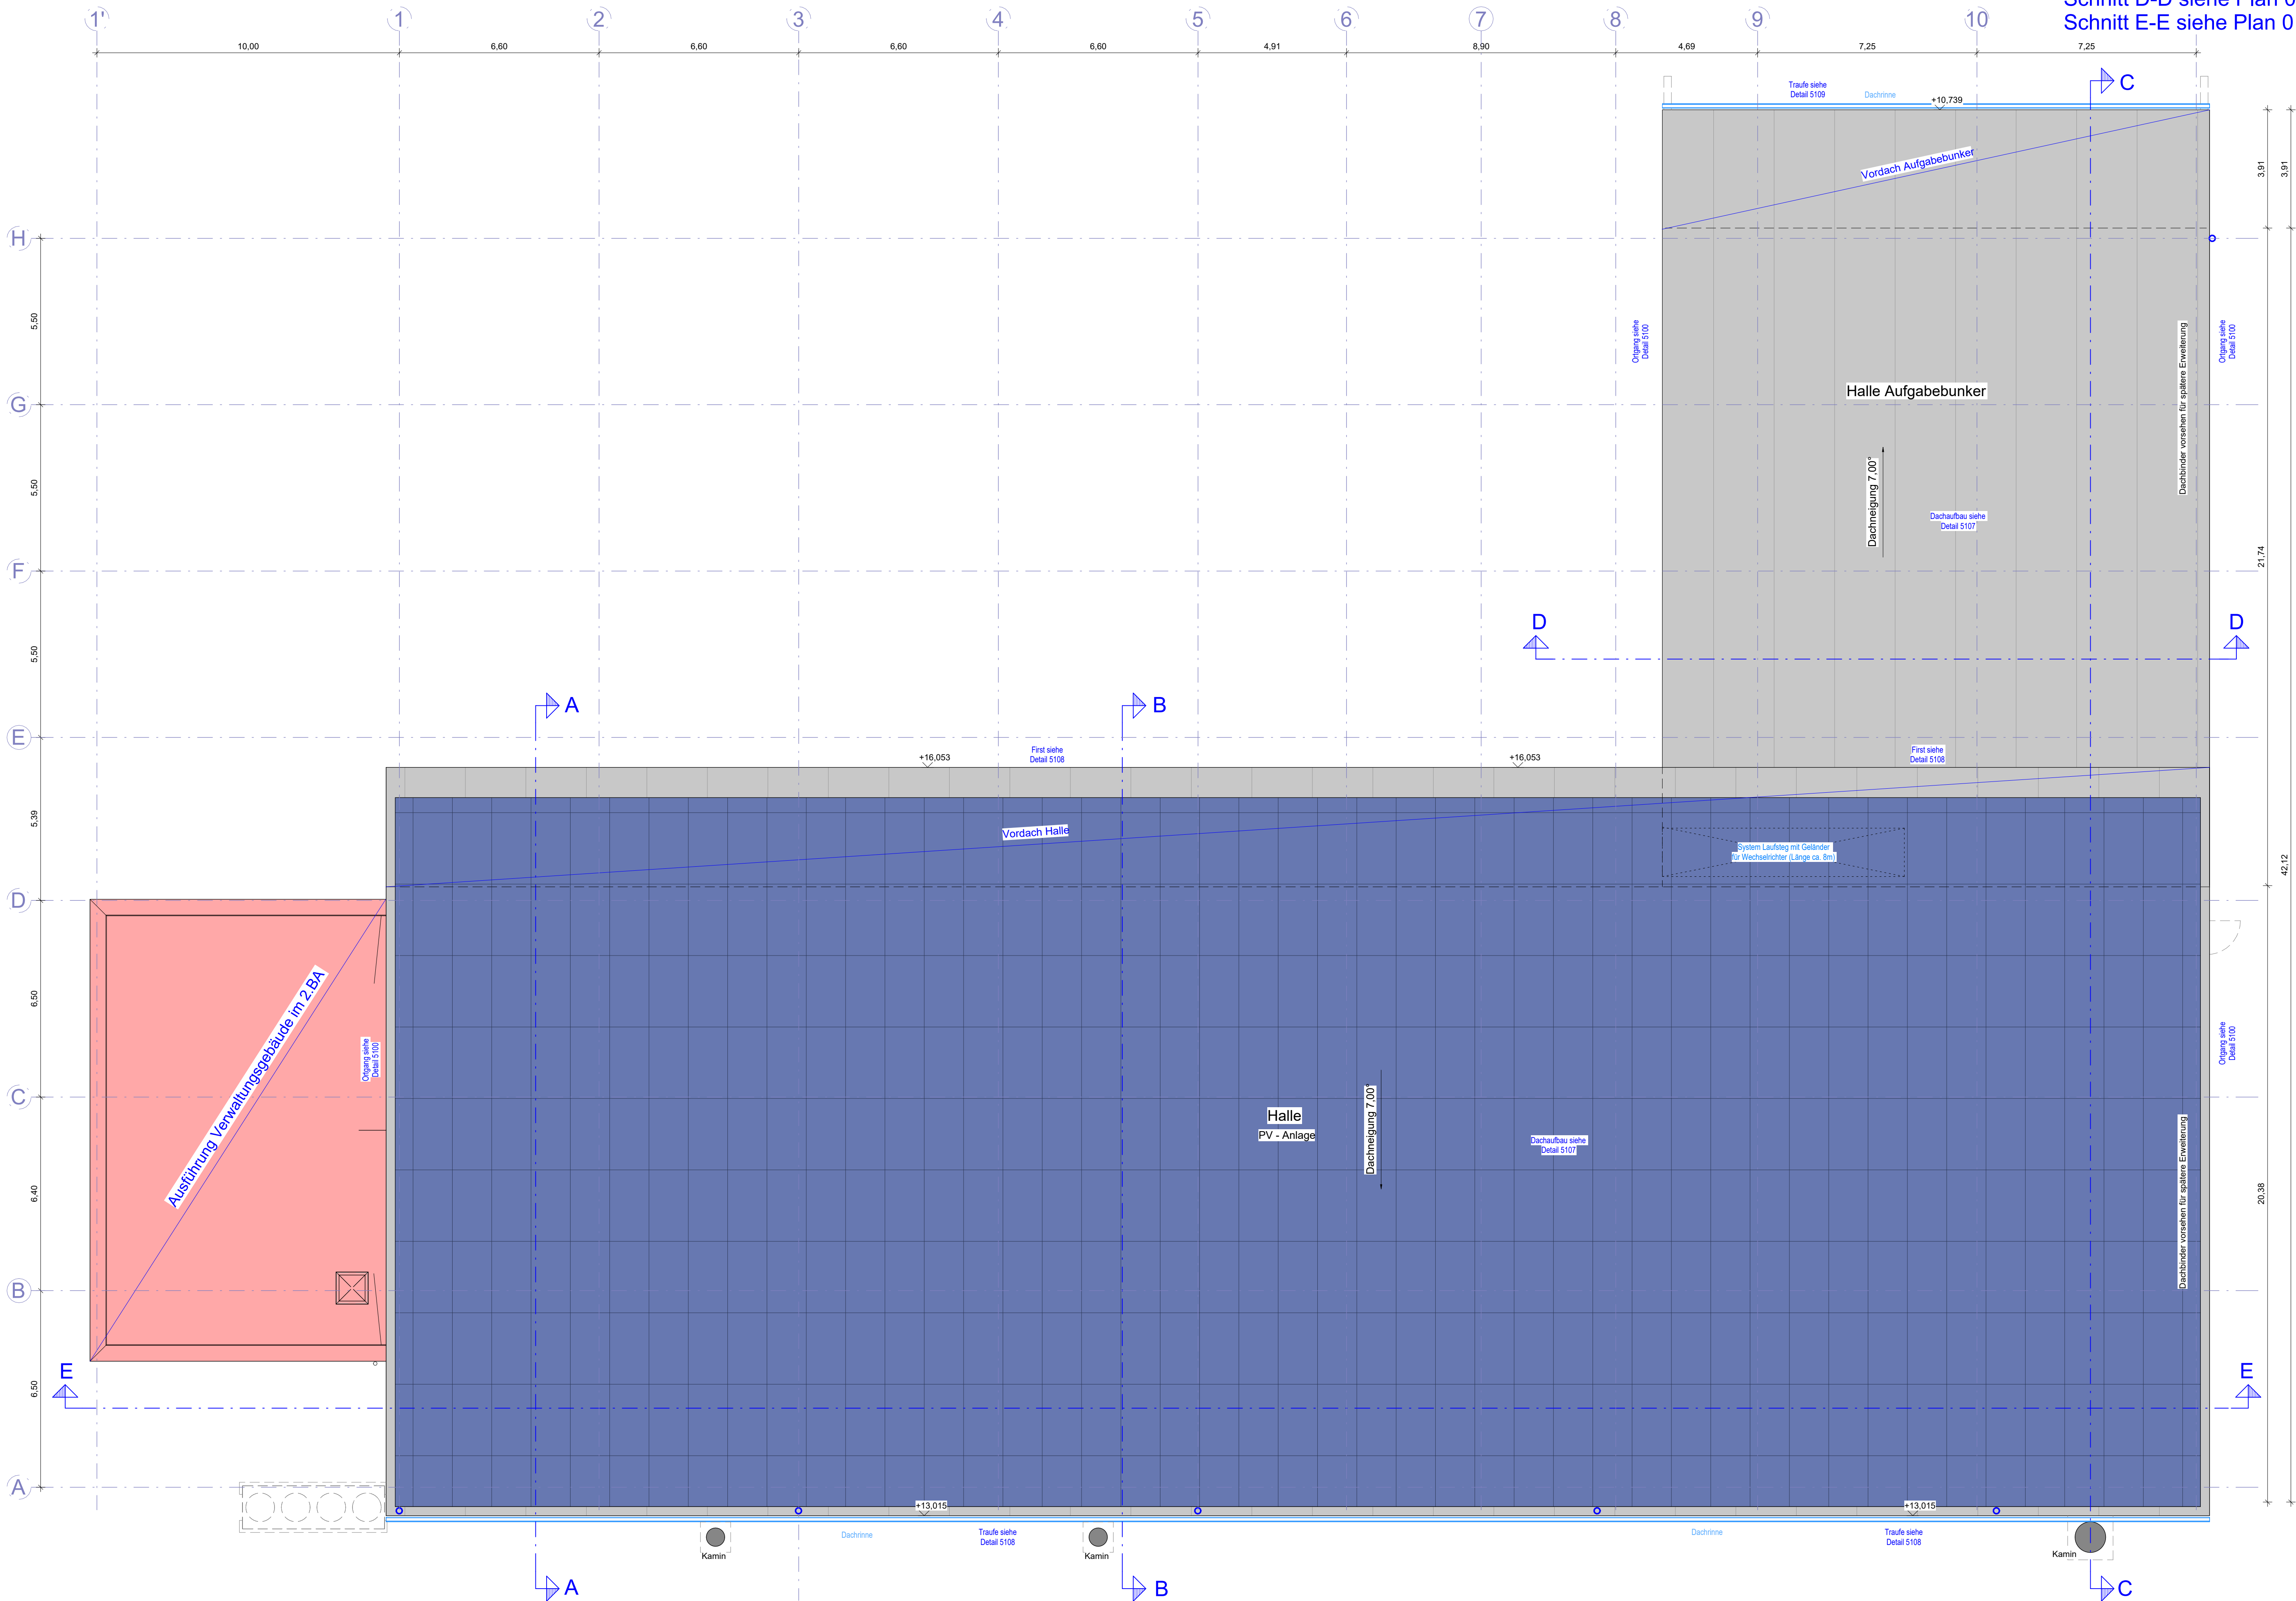 Schnitt D-D siehe Plan 0
Schnitt E-E siehe Plan 0
1' 1 2 3 4 5 6 7 8 9 10
10,00 6,60 6,60 6,60 6,60 4,91 8,90 4,69 7,25 7,25
C
Traufe siehe
Detail 5109
Dachrinne
+10,739
Vordach Aufgabebunker
3,91
3,91
H
5,50
Ortgang siehe
Detail 5100
Dachbinder vorsehen für spätere Erweiterung
Ortgang siehe
Detail 5100
Halle Aufgabebunker
G
5,50
Dachneigung 7,00°
Dachaufbau siehe
Detail 5107
21,74
F
5,50
D
D
A
B
E
First siehe
Detail 5108
+16,053
+16,053
First siehe
Detail 5108
5,39
Vordach Halle
System Laufsteg mit Geländer
für Wechselrichter (Länge ca. 8m)
42,12
D
6,50
Ausführung Verwaltungsgebäude im 2.BA
Ortgang siehe
Detail 5100
Ortgang siehe
Detail 5100
C
Halle
PV - Anlage
Dachneigung 7,00°
Dachaufbau siehe
Detail 5107
6,40
Dachbinder vorsehen für spätere Erweiterung
20,38
B
6,50
E
E
A
+13,015
+13,015
Kamin
Dachrinne
Traufe siehe
Detail 5108
Kamin
Dachrinne
Traufe siehe
Detail 5108
Kamin
A
B
C